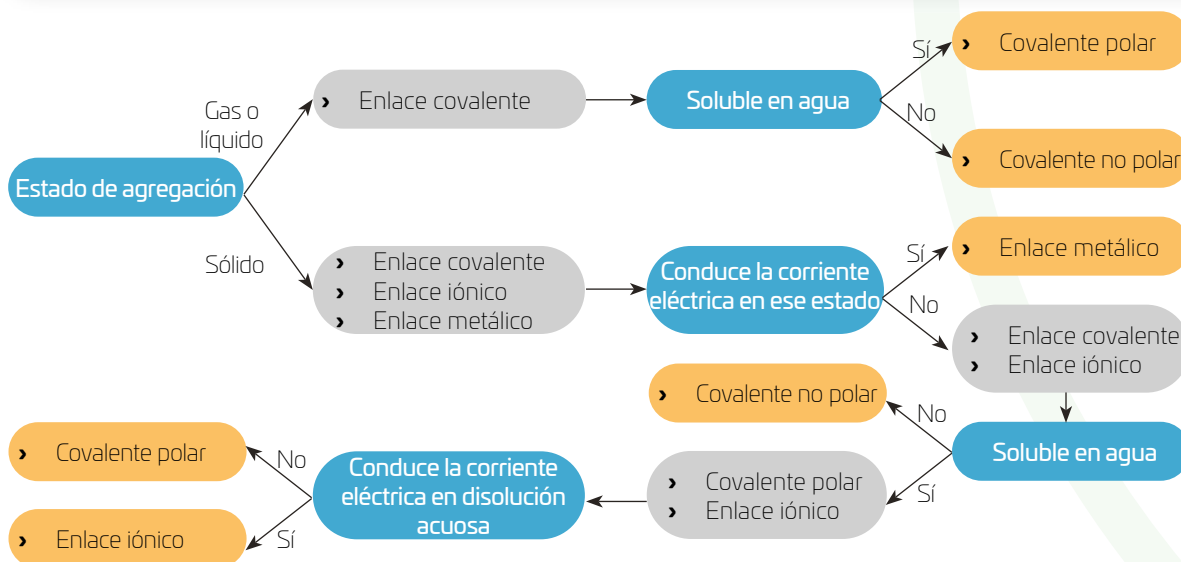 Estado de agregación
Gas o
líquido
› Enlace covalente
Soluble en agua
Sí
› Covalente polar
No
› Covalente no polar
Sólido
› Enlace covalente
› Enlace iónico
› Enlace metálico
Conduce la corriente
eléctrica en ese estado
Sí
› Enlace metálico
No
› Enlace covalente
› Enlace iónico
Soluble en agua
No
› Covalente no polar
Sí
› Covalente polar
› Enlace iónico
Conduce la corriente
eléctrica en disolución
acuosa
No
› Covalente polar
Sí
› Enlace iónico